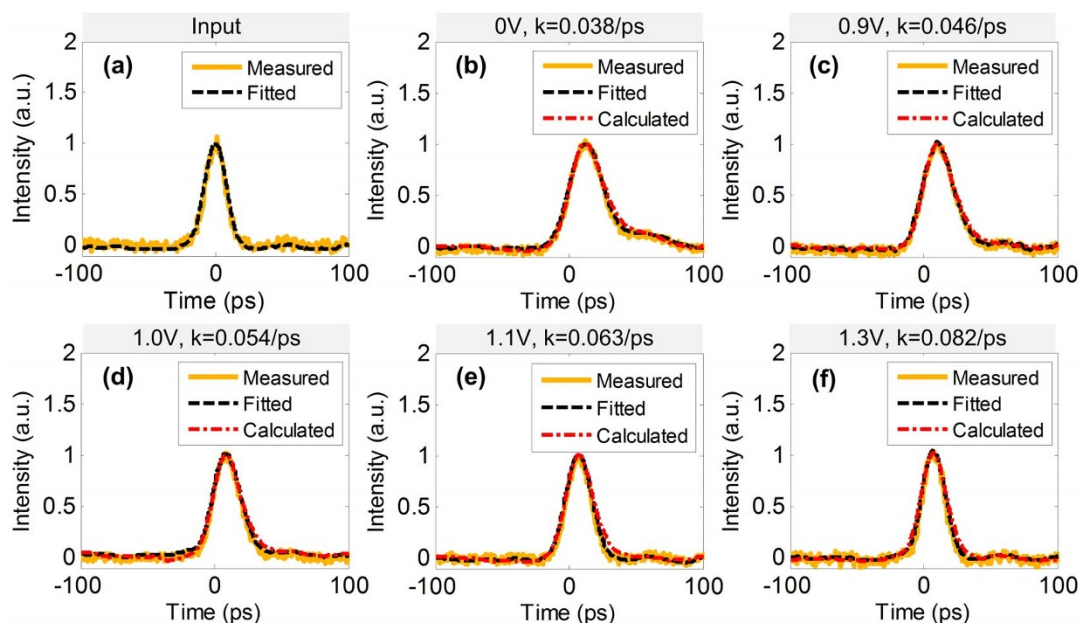 Input
(a)
Measured
Fitted
2
1.5
1
0.5
0
Intensity (a.u.)
-100
0
100
Time (ps)
0V, k=0.038/ps
(b)
Measured
Fitted
Calculated
2
1.5
1
0.5
0
Intensity (a.u.)
-100
0
100
Time (ps)
0.9V, k=0.046/ps
(c)
Measured
Fitted
Calculated
2
1.5
1
0.5
0
Intensity (a.u.)
-100
0
100
Time (ps)
1.0V, k=0.054/ps
(d)
Measured
Fitted
Calculated
2
1.5
1
0.5
0
Intensity (a.u.)
-100
0
100
Time (ps)
1.1V, k=0.063/ps
(e)
Measured
Fitted
Calculated
2
1.5
1
0.5
0
Intensity (a.u.)
-100
0
100
Time (ps)
1.3V, k=0.082/ps
(f)
Measured
Fitted
Calculated
2
1.5
1
0.5
0
Intensity (a.u.)
-100
0
100
Time (ps)